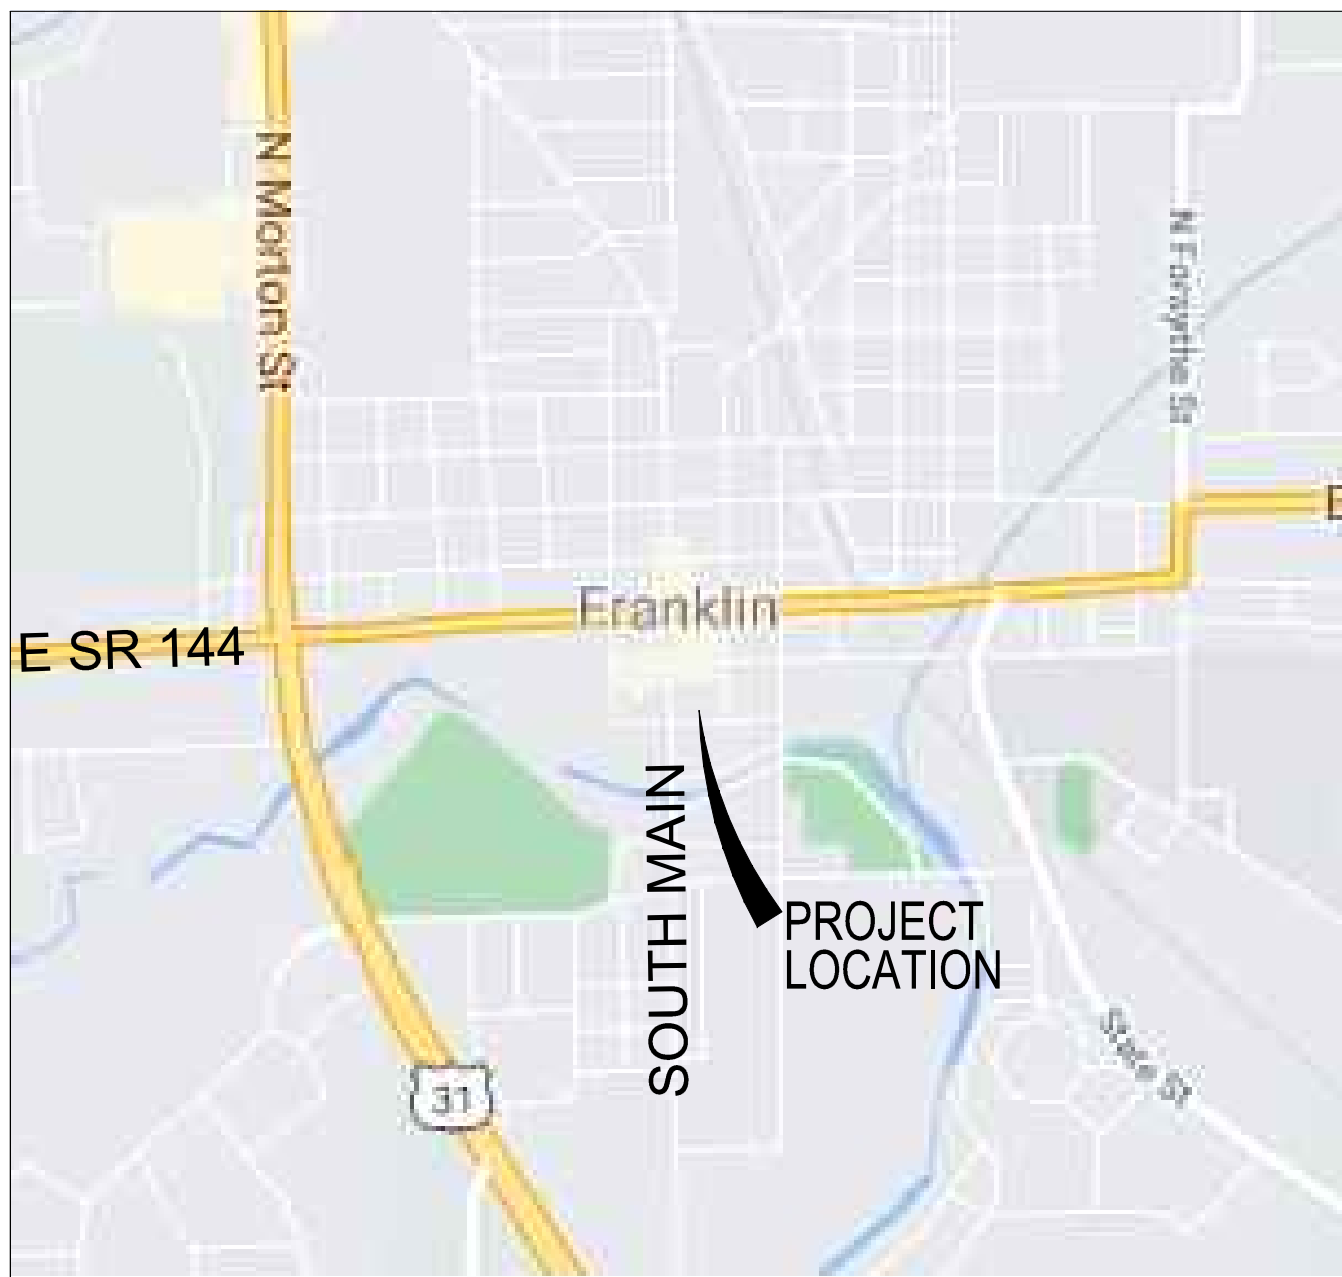 N Morton St
N Forsythe St
Franklin
E SR 144
SOUTH MAIN
PROJECT
LOCATION
State St
31